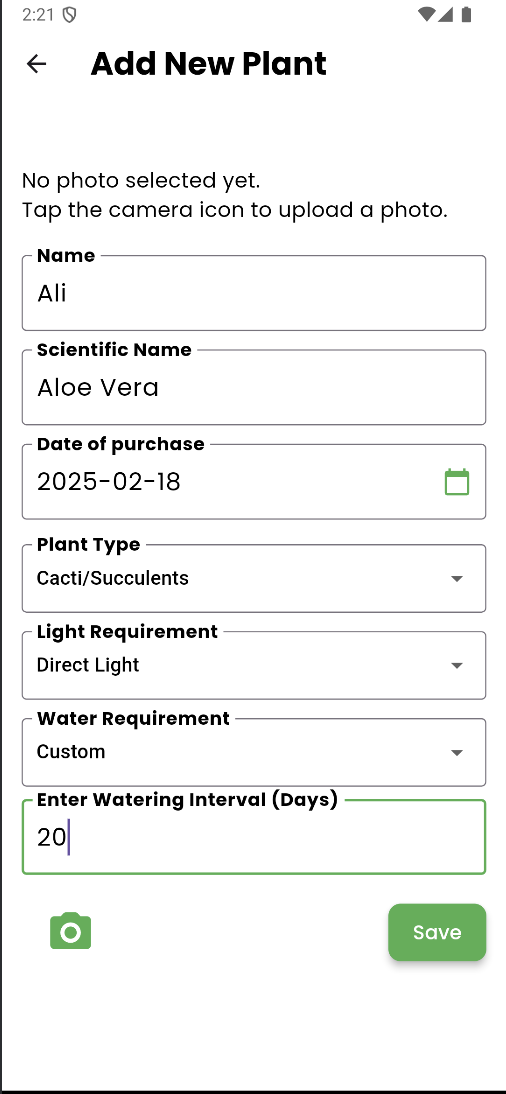 2:21
Add New Plant
No photo selected yet.
Tap the camera icon to upload a photo.
Name
Ali
Scientific Name
Aloe Vera
Date of purchase
2025-02-18
Plant Type
Cacti/Succulents
Light Requirement
Direct Light
Water Requirement
Custom
Enter Watering Interval (Days)
20
Save